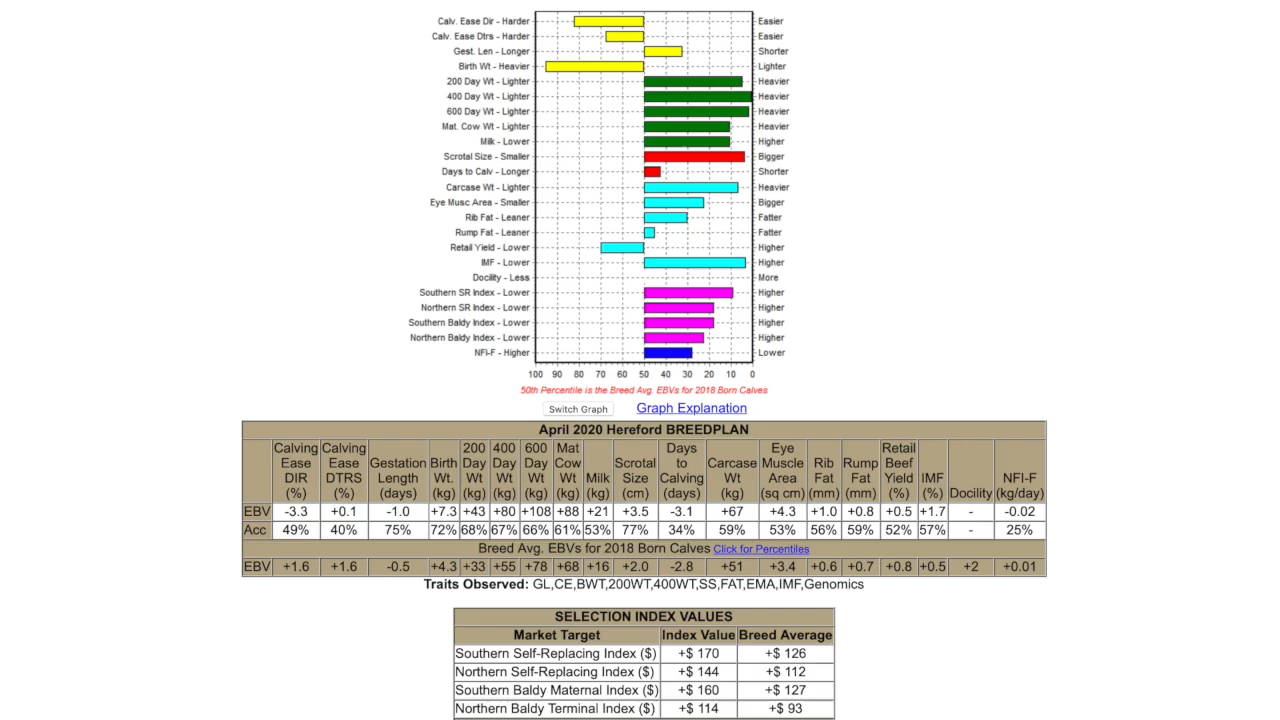 Calv. Ease Dir - Harder Easier
Calv. Ease Dtrs - Harder Easier
Gest. Len - Longer Shorter
Birth Wt - Heavier Lighter
200 Day Wt - Lighter Heavier
400 Day Wt - Lighter Heavier
600 Day Wt - Lighter Heavier
Mat. Cow Wt - Lighter Heavier
Milk - Lower Higher
Scrotal Size - Smaller Bigger
Days to Calv - Longer Shorter
Carcase Wt - Lighter Heavier
Eye Musc Area - Smaller Bigger
Rib Fat - Leaner Fatter
Rump Fat - Leaner Fatter
Retail Yield - Lower Higher
IMF - Lower Higher
Docility - Less More
Southern SR Index - Lower Higher
Northern SR Index - Lower Higher
Southern Baldy Index - Lower Higher
Northern Baldy Index - Lower Higher
NFI-F - Higher Lower
100 90 80 70 60 50 40 30 20 10 0
50th Percentile is the Breed Avg. EBVs for 2018 Born Calves
Switch Graph Graph Explanation
April 2020 Hereford BREEDPLAN
Calving Ease DIR (%) Calving Ease DTRS (%) Gestation Length (days) Birth Wt. (kg) 200 Day Wt (kg) 400 Day Wt (kg) 600 Day Wt (kg) Mat Cow Wt (kg) Milk (kg) Scrotal Size (cm) Days to Calving (days) Carcase Wt (kg) Eye Muscle Area (sq cm) Rib Fat (mm) Rump Fat (mm) Retail Beef Yield (%) IMF (%) Docility NFI-F (kg/day)
EBV -3.3 +0.1 -1.0 +7.3 +43 +80 +108 +88 +21 +3.5 -3.1 +67 +4.3 +1.0 +0.8 +0.5 +1.7 - -0.02
Acc 49% 40% 75% 72% 68% 67% 66% 61% 53% 77% 34% 59% 53% 56% 59% 52% 57% - 25%
Breed Avg. EBVs for 2018 Born Calves Click for Percentiles
EBV +1.6 +1.6 -0.5 +4.3 +33 +55 +78 +68 +16 +2.0 -2.8 +51 +3.4 +0.6 +0.7 +0.8 +0.5 +2 +0.01
Traits Observed: GL,CE,BWT,200WT,400WT,SS,FAT,EMA,IMF,Genomics
SELECTION INDEX VALUES
Market Target Index Value Breed Average
Southern Self-Replacing Index ($) +$ 170 +$ 126
Northern Self-Replacing Index ($) +$ 144 +$ 112
Southern Baldy Maternal Index ($) +$ 160 +$ 127
Northern Baldy Terminal Index ($) +$ 114 +$ 93